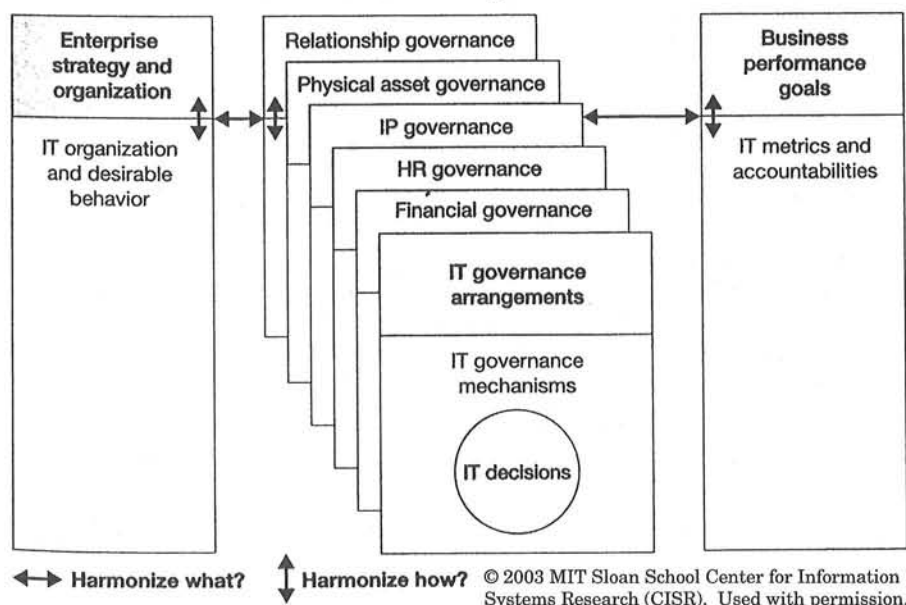 Enterprise
strategy and
organization
IT organization
and desirable
behavior
Relationship governance
Physical asset governance
IP governance
HR governance
Financial governance
IT governance
arrangements
IT governance
mechanisms
IT decisions
Business
performance
goals
IT metrics and
accountabilities
Harmonize what?
Harmonize how?
© 2003 MIT Sloan School Center for Information
Systems Research (CISR). Used with permission.